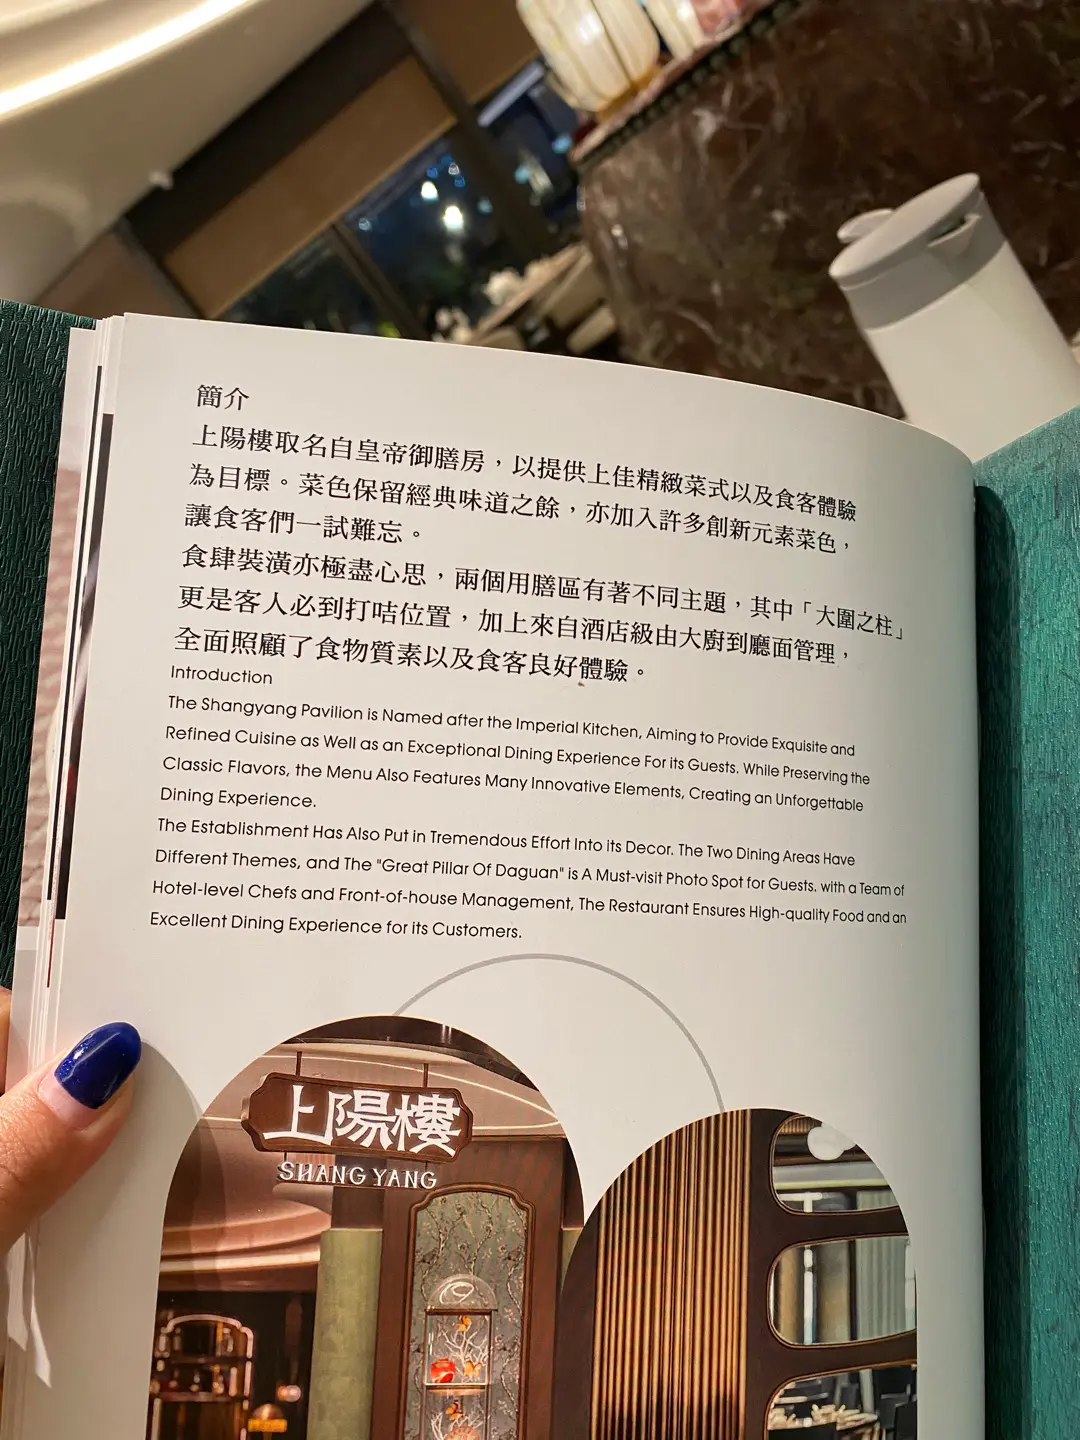 簡介
上陽樓取名自皇帝御膳房，以提供上佳精緻菜式以及食客體驗
為目標。菜色保留經典味道之餘，亦加入許多創新元素菜色，
讓食客們一試難忘。
食肆裝潢亦極盡心思，兩個用膳區有著不同主題，其中「大圍之柱」
更是客人必到打咭位置，加上來自酒店級由大廚到廳面管理，
全面照顧了食物質素以及食客良好體驗。
Introduction
The Shangyang Pavilion is Named after the Imperial Kitchen, Aiming to Provide Exquisite and
Refined Cuisine as Well as an Exceptional Dining Experience For its Guests. While Preserving the
Classic Flavors, the Menu Also Features Many Innovative Elements, Creating an Unforgettable
Dining Experience.
The Establishment Has Also Put in Tremendous Effort Into its Decor. The Two Dining Areas Have
Different Themes, and The "Great Pillar Of Daguan" is A Must-visit Photo Spot for Guests. with a Team of
Hotel-level Chefs and Front-of-house Management, The Restaurant Ensures High-quality Food and an
Excellent Dining Experience for its Customers.
上陽樓
SHANG YANG